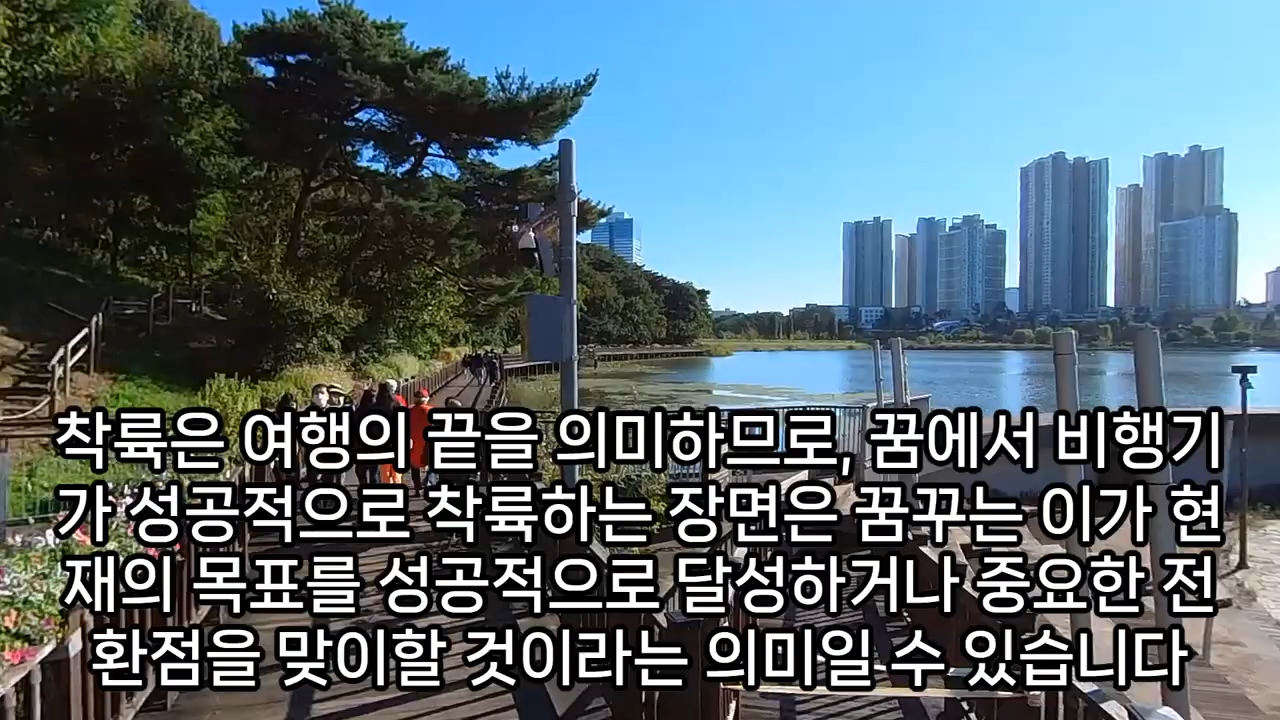 착륙은 여행의 끝을 의미하므로, 꿈에서 비행기
가 성공적으로 착륙하는 장면은 꿈꾸는 이가 현
재의 목표를 성공적으로 달성하거나 중요한 전
환점을 맞이할 것이라는 의미일 수 있습니다